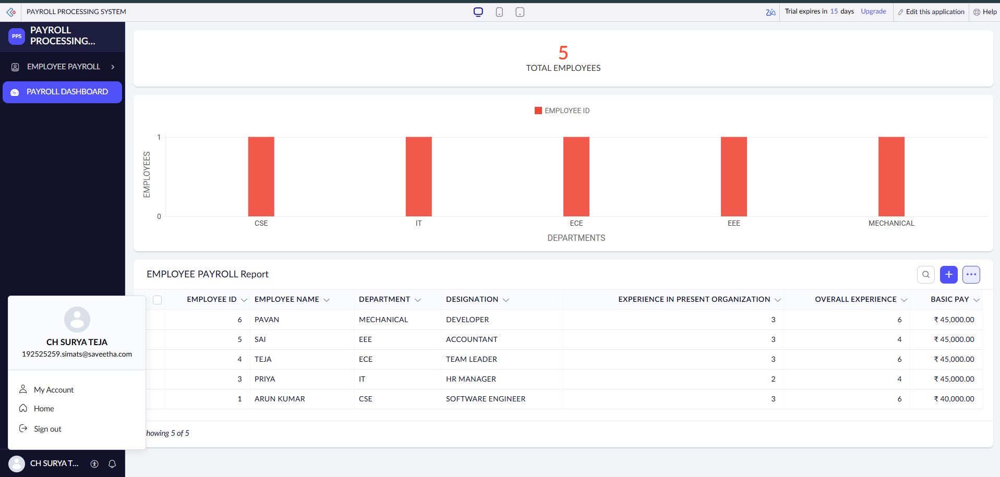 PAYROLL PROCESSING SYSTEM
Trial expires in 15 days Upgrade
Edit this application
Help
PPS
PAYROLL
PROCESSING...
EMPLOYEE PAYROLL
PAYROLL DASHBOARD
5
TOTAL EMPLOYEES
EMPLOYEE ID
EMPLOYEES
1
0
CSE IT ECE EEE MECHANICAL
DEPARTMENTS
EMPLOYEE PAYROLL Report
EMPLOYEE ID EMPLOYEE NAME DEPARTMENT DESIGNATION EXPERIENCE IN PRESENT ORGANIZATION OVERALL EXPERIENCE BASIC PAY
6 PAVAN MECHANICAL DEVELOPER 3 6 ₹ 45,000.00
5 SAI EEE ACCOUNTANT 3 4 ₹ 45,000.00
4 TEJA ECE TEAM LEADER 3 6 ₹ 45,000.00
3 PRIYA IT HR MANAGER 2 4 ₹ 45,000.00
1 ARUN KUMAR CSE SOFTWARE ENGINEER 3 6 ₹ 40,000.00
howing 5 of 5
CH SURYA TEJA
192525259.simats@saveetha.com
My Account
Home
Sign out
CH SURYA T...